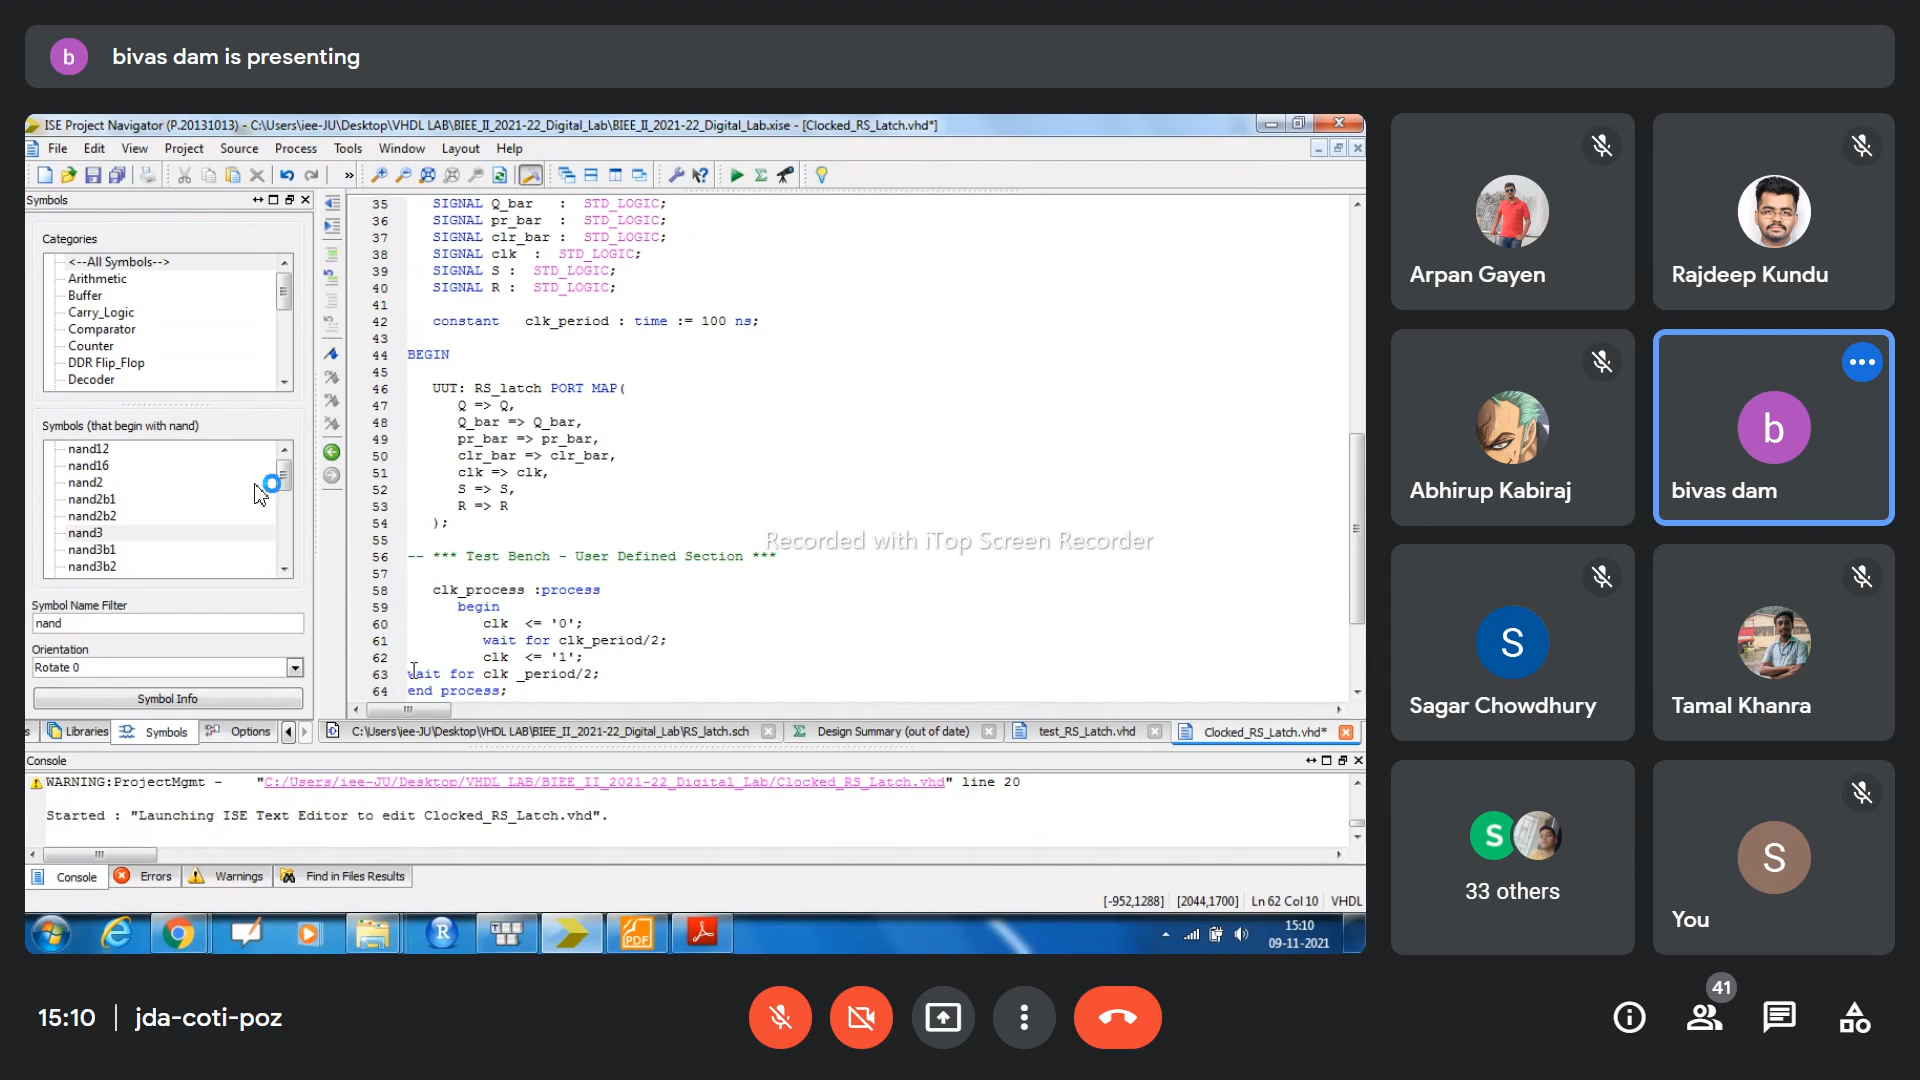 b
bivas dam is presenting
ISE Project Navigator (P.20131013) - C:\Users\iee-JU\Desktop\VHDL LAB\BIEE_II_2021-22_Digital_Lab\BIEE_II_2021-22_Digital_Lab.xise - [Clocked_RS_Latch.vhd*]
File Edit View Project Source Process Tools Window Layout Help
Symbols
Categories
<--All Symbols-->
Arithmetic
Buffer
Carry_Logic
Comparator
Counter
DDR Flip_Flop
Decoder
Symbols (that begin with nand)
nand12
nand16
nand2
nand2b1
nand2b2
nand3
nand3b1
nand3b2
Symbol Name Filter
nand
Orientation
Rotate 0
Symbol Info
Libraries Symbols Options
35 SIGNAL Q_bar : STD_LOGIC;
36 SIGNAL pr_bar : STD_LOGIC;
37 SIGNAL clr_bar : STD_LOGIC;
38 SIGNAL clk : STD_LOGIC;
39 SIGNAL S : STD_LOGIC;
40 SIGNAL R : STD_LOGIC;
41
42 constant clk_period : time := 100 ns;
43
44 BEGIN
45
46 UUT: RS_latch PORT MAP(
47 Q => Q,
48 Q_bar => Q_bar,
49 pr_bar => pr_bar,
50 clr_bar => clr_bar,
51 clk => clk,
52 S => S,
53 R => R
54 );
55
56 -- *** Test Bench - User Defined Section ***
57
58 clk_process :process
59 begin
60 clk <= '0';
61 wait for clk_period/2;
62 clk <= '1';
63 wait for clk _period/2;
64 end process;
Recorded with iTop Screen Recorder
C:\Users\iee-JU\Desktop\VHDL LAB\BIEE_II_2021-22_Digital_Lab\RS_latch.sch Design Summary (out of date) test_RS_Latch.vhd Clocked_RS_Latch.vhd*
Console
WARNING:ProjectMgmt - "C:/Users/iee-JU/Desktop/VHDL LAB/BIEE_II_2021-22_Digital_Lab/Clocked_RS_Latch.vhd" line 20
Started : "Launching ISE Text Editor to edit Clocked_RS_Latch.vhd".
Console Errors Warnings Find in Files Results
[-952,1288] [2044,1700] Ln 62 Col 10 VHDL
R
PDF
15:10
09-11-2021
Arpan Gayen
Rajdeep Kundu
Abhirup Kabiraj
b
bivas dam
S
Sagar Chowdhury
Tamal Khanra
S
33 others
S
You
15:10 | jda-coti-poz
41